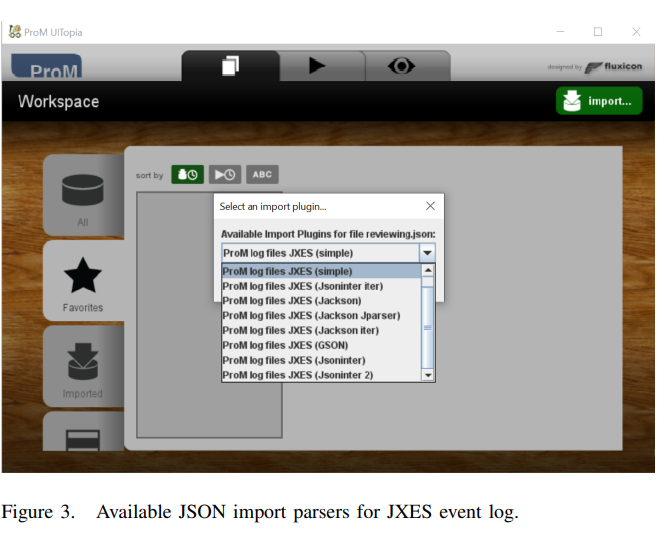 ProM UITopia
ProM
designed by fluxicon
Workspace
import...
sort by
ABC
All
Favorites
Imported
Select an import plugin...
Available Import Plugins for file reviewing.json:
ProM log files JXES (simple)
ProM log files JXES (simple)
ProM log files JXES (Jsoninter iter)
ProM log files JXES (Jackson)
ProM log files JXES (Jackson Jparser)
ProM log files JXES (Jackson iter)
ProM log files JXES (GSON)
ProM log files JXES (Jsoninter)
ProM log files JXES (Jsoninter 2)
Figure 3. Available JSON import parsers for JXES event log.